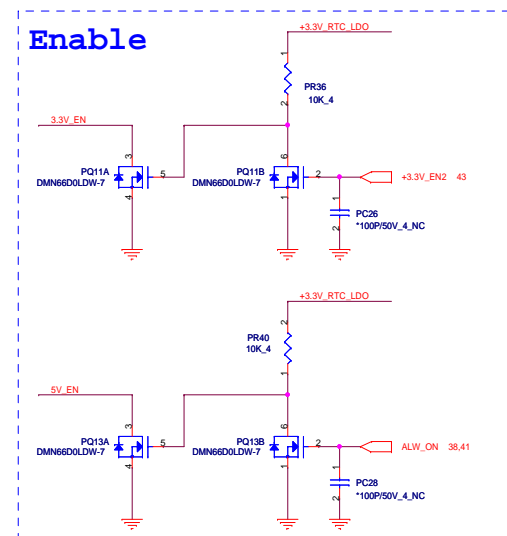 Enable
+3.3V_RTC_LDO
1
PR36
10K_4
2
3.3V_EN
3
6
PQ11A
DMN66D0LDW-7
5
PQ11B
DMN66D0LDW-7
2
+3.3V_EN2 43
4
1
1
PC26
*100P/50V_4_NC
2
+3.3V_RTC_LDO
2
PR40
10K_4
1
5V_EN
3
6
PQ13A
DMN66D0LDW-7
5
PQ13B
DMN66D0LDW-7
2
ALW_ON 38,41
4
1
1
PC28
*100P/50V_4_NC
2